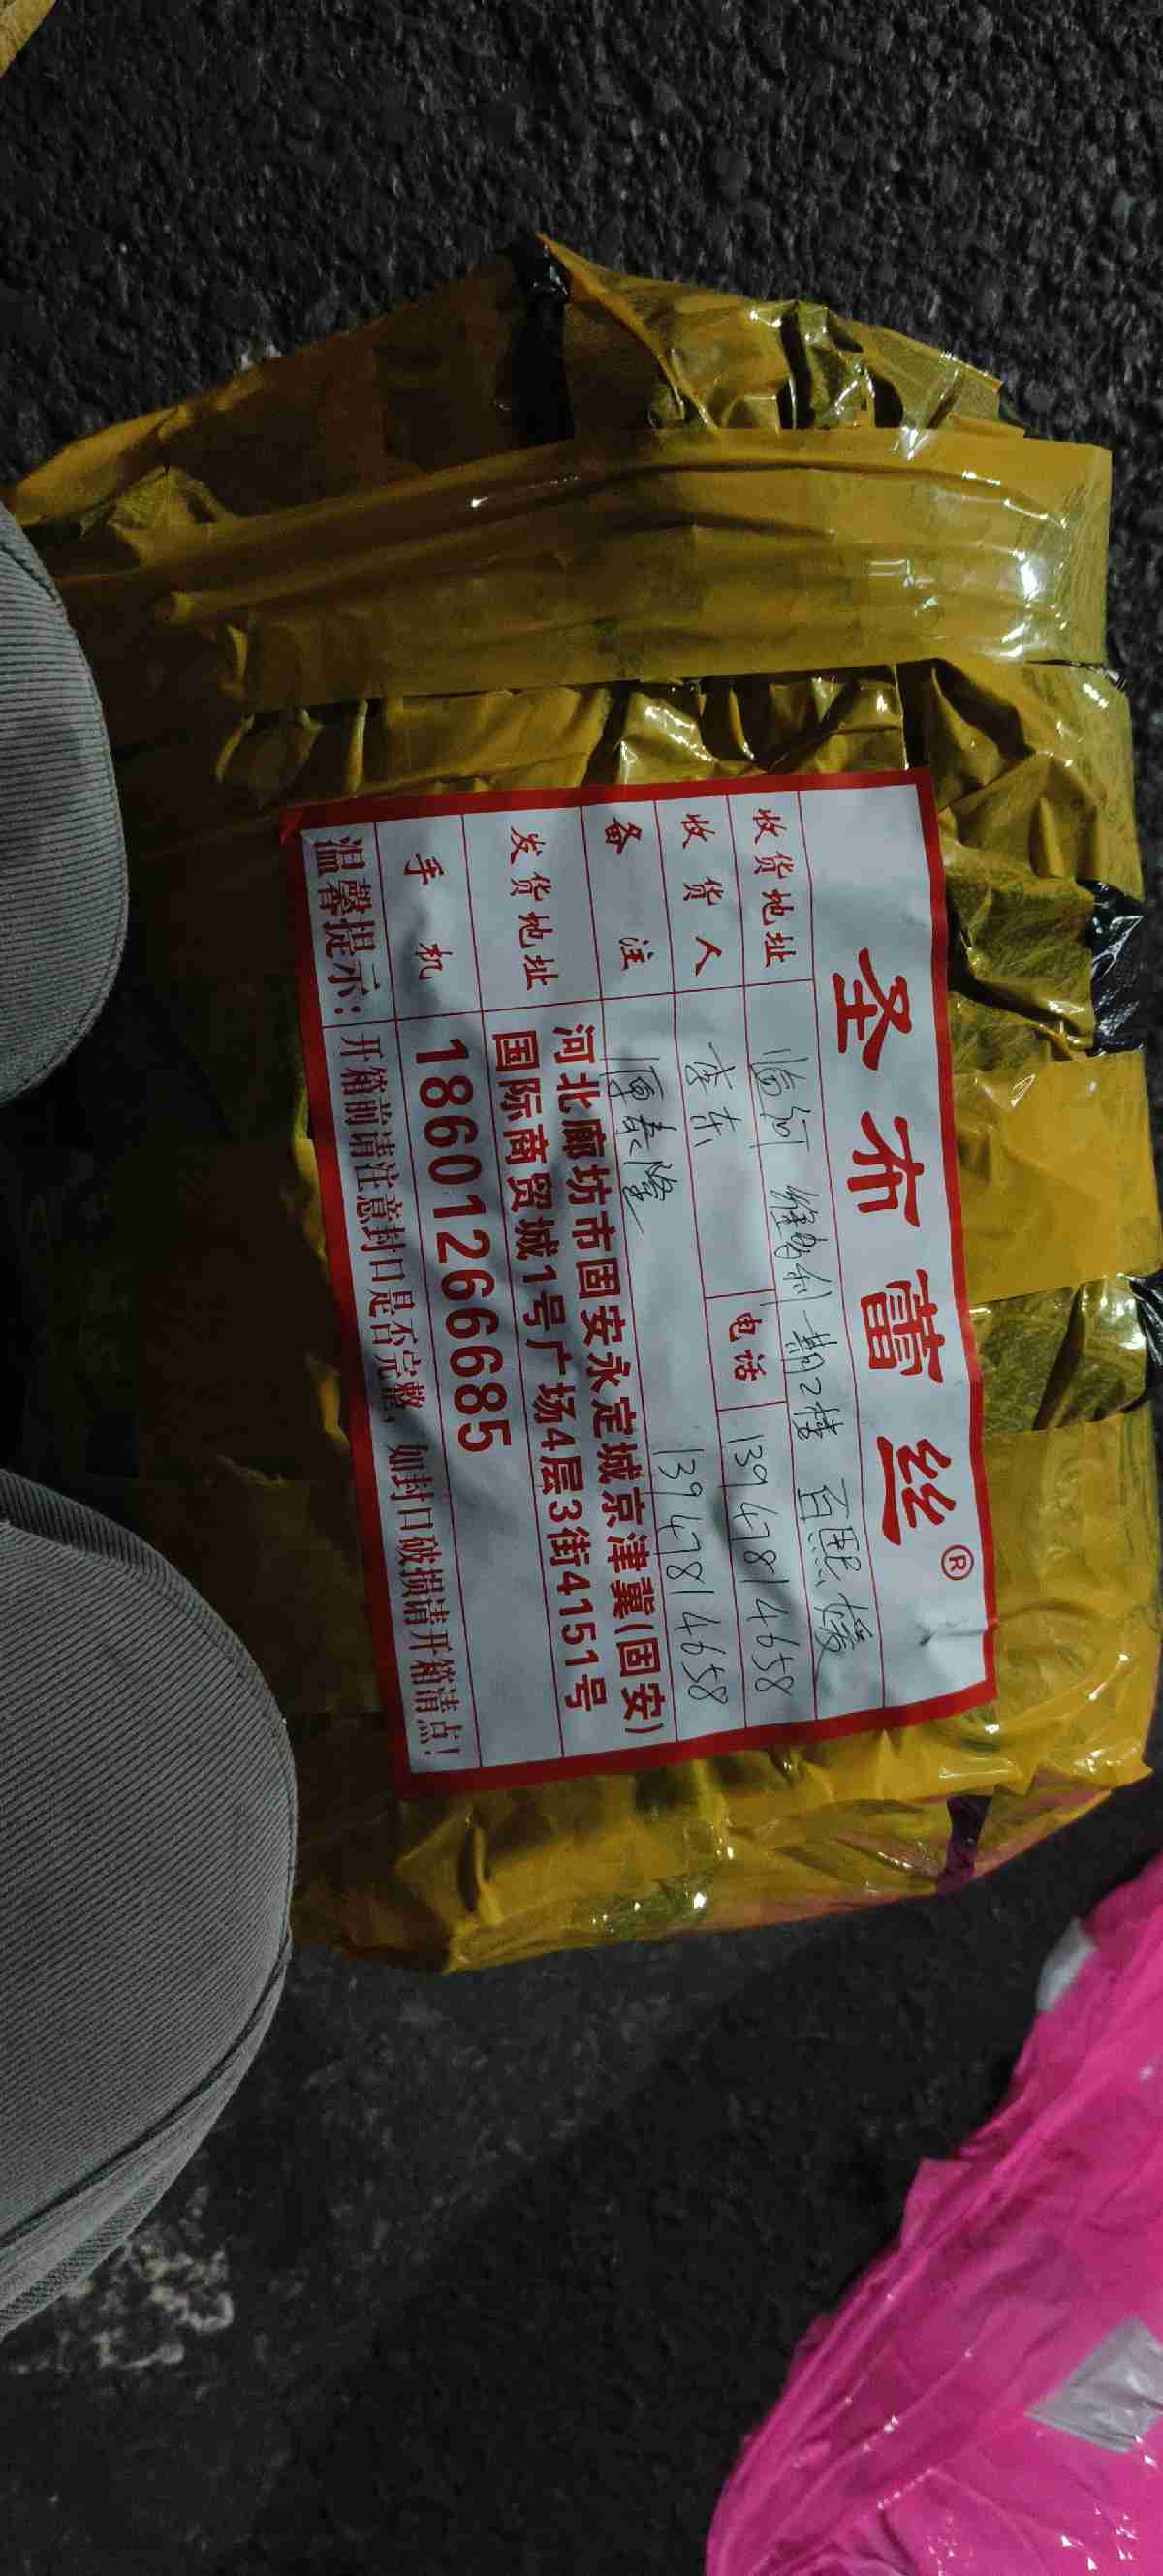 圣布蕾丝®
收货地址 临河 维多利一期2楼 百熙楼
收货人 李东 电话 13947814658
备注 厚泰隆 13947814658
发货地址 河北廊坊市固安永定城京津冀(固安)
国际商贸城1号广场4层3街4151号
手机 18601266685
温馨提示: 开箱前请注意封口是否完整, 如封口破损请开箱清点!